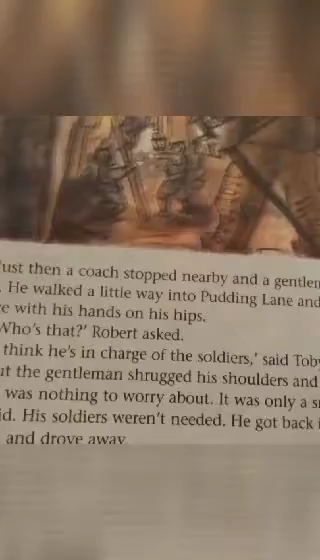 ust then a coach stopped nearby and a gentlem
. He walked a little way into Pudding Lane and
e with his hands on his hips.
Who's that?' Robert asked.
think he's in charge of the soldiers,' said Toby
ut the gentleman shrugged his shoulders and
was nothing to worry about. It was only a s
id. His soldiers weren't needed. He got back i
and drove away